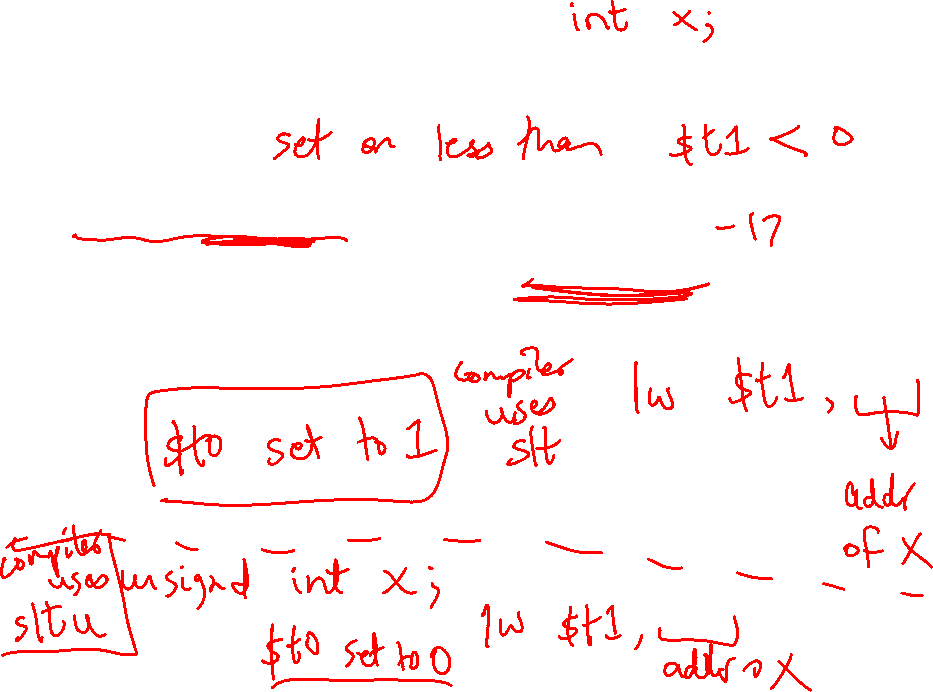 int x;
set on less than $t1 < 0
-17
compiler uses slt
lw $t1,
$t0 set to 1
addr of X
compiler uses sltu
unsigned int x;
lw $t1,
$t0 set to 0
addr o X